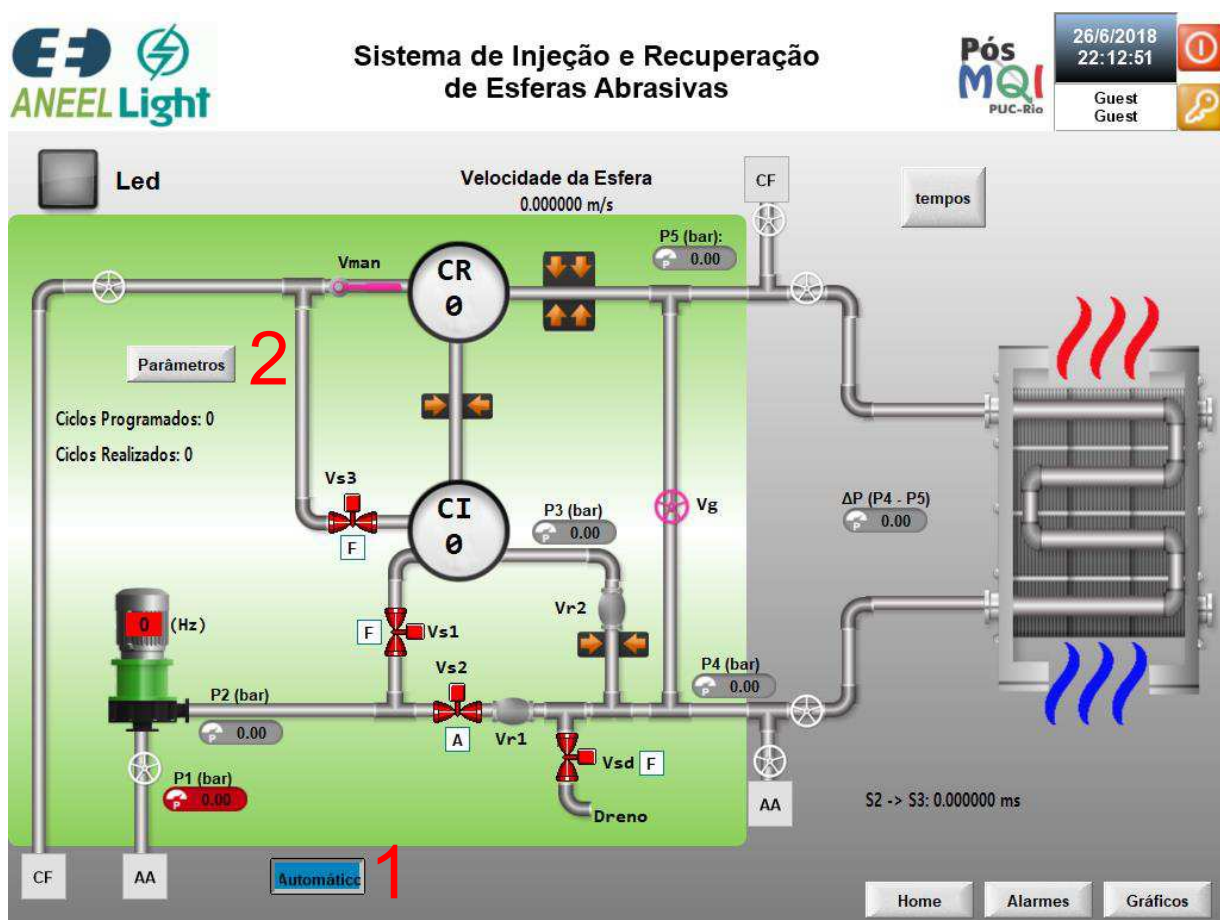 ANEEL Light
Sistema de Injeção e Recuperação
de Esferas Abrasivas
Pós
MQI
PUC-Rio
26/6/2018
22:12:51
Guest
Guest
Led
Velocidade da Esfera
0.000000 m/s
CF
tempos
P5 (bar):
0.00
Vman
CR
0
2
Parâmetros
Ciclos Programados: 0
Ciclos Realizados: 0
Vs3
F
CI
0
P3 (bar)
0.00
Vg
ΔP (P4 - P5)
0.00
Vr2
0 (Hz)
F Vs1
Vs2
A
Vr1
P2 (bar)
0.00
P4 (bar)
0.00
Vsd F
P1 (bar)
0.00
Dreno
AA
S2 -> S3: 0.000000 ms
CF
AA
Automático
1
Home
Alarmes
Gráficos